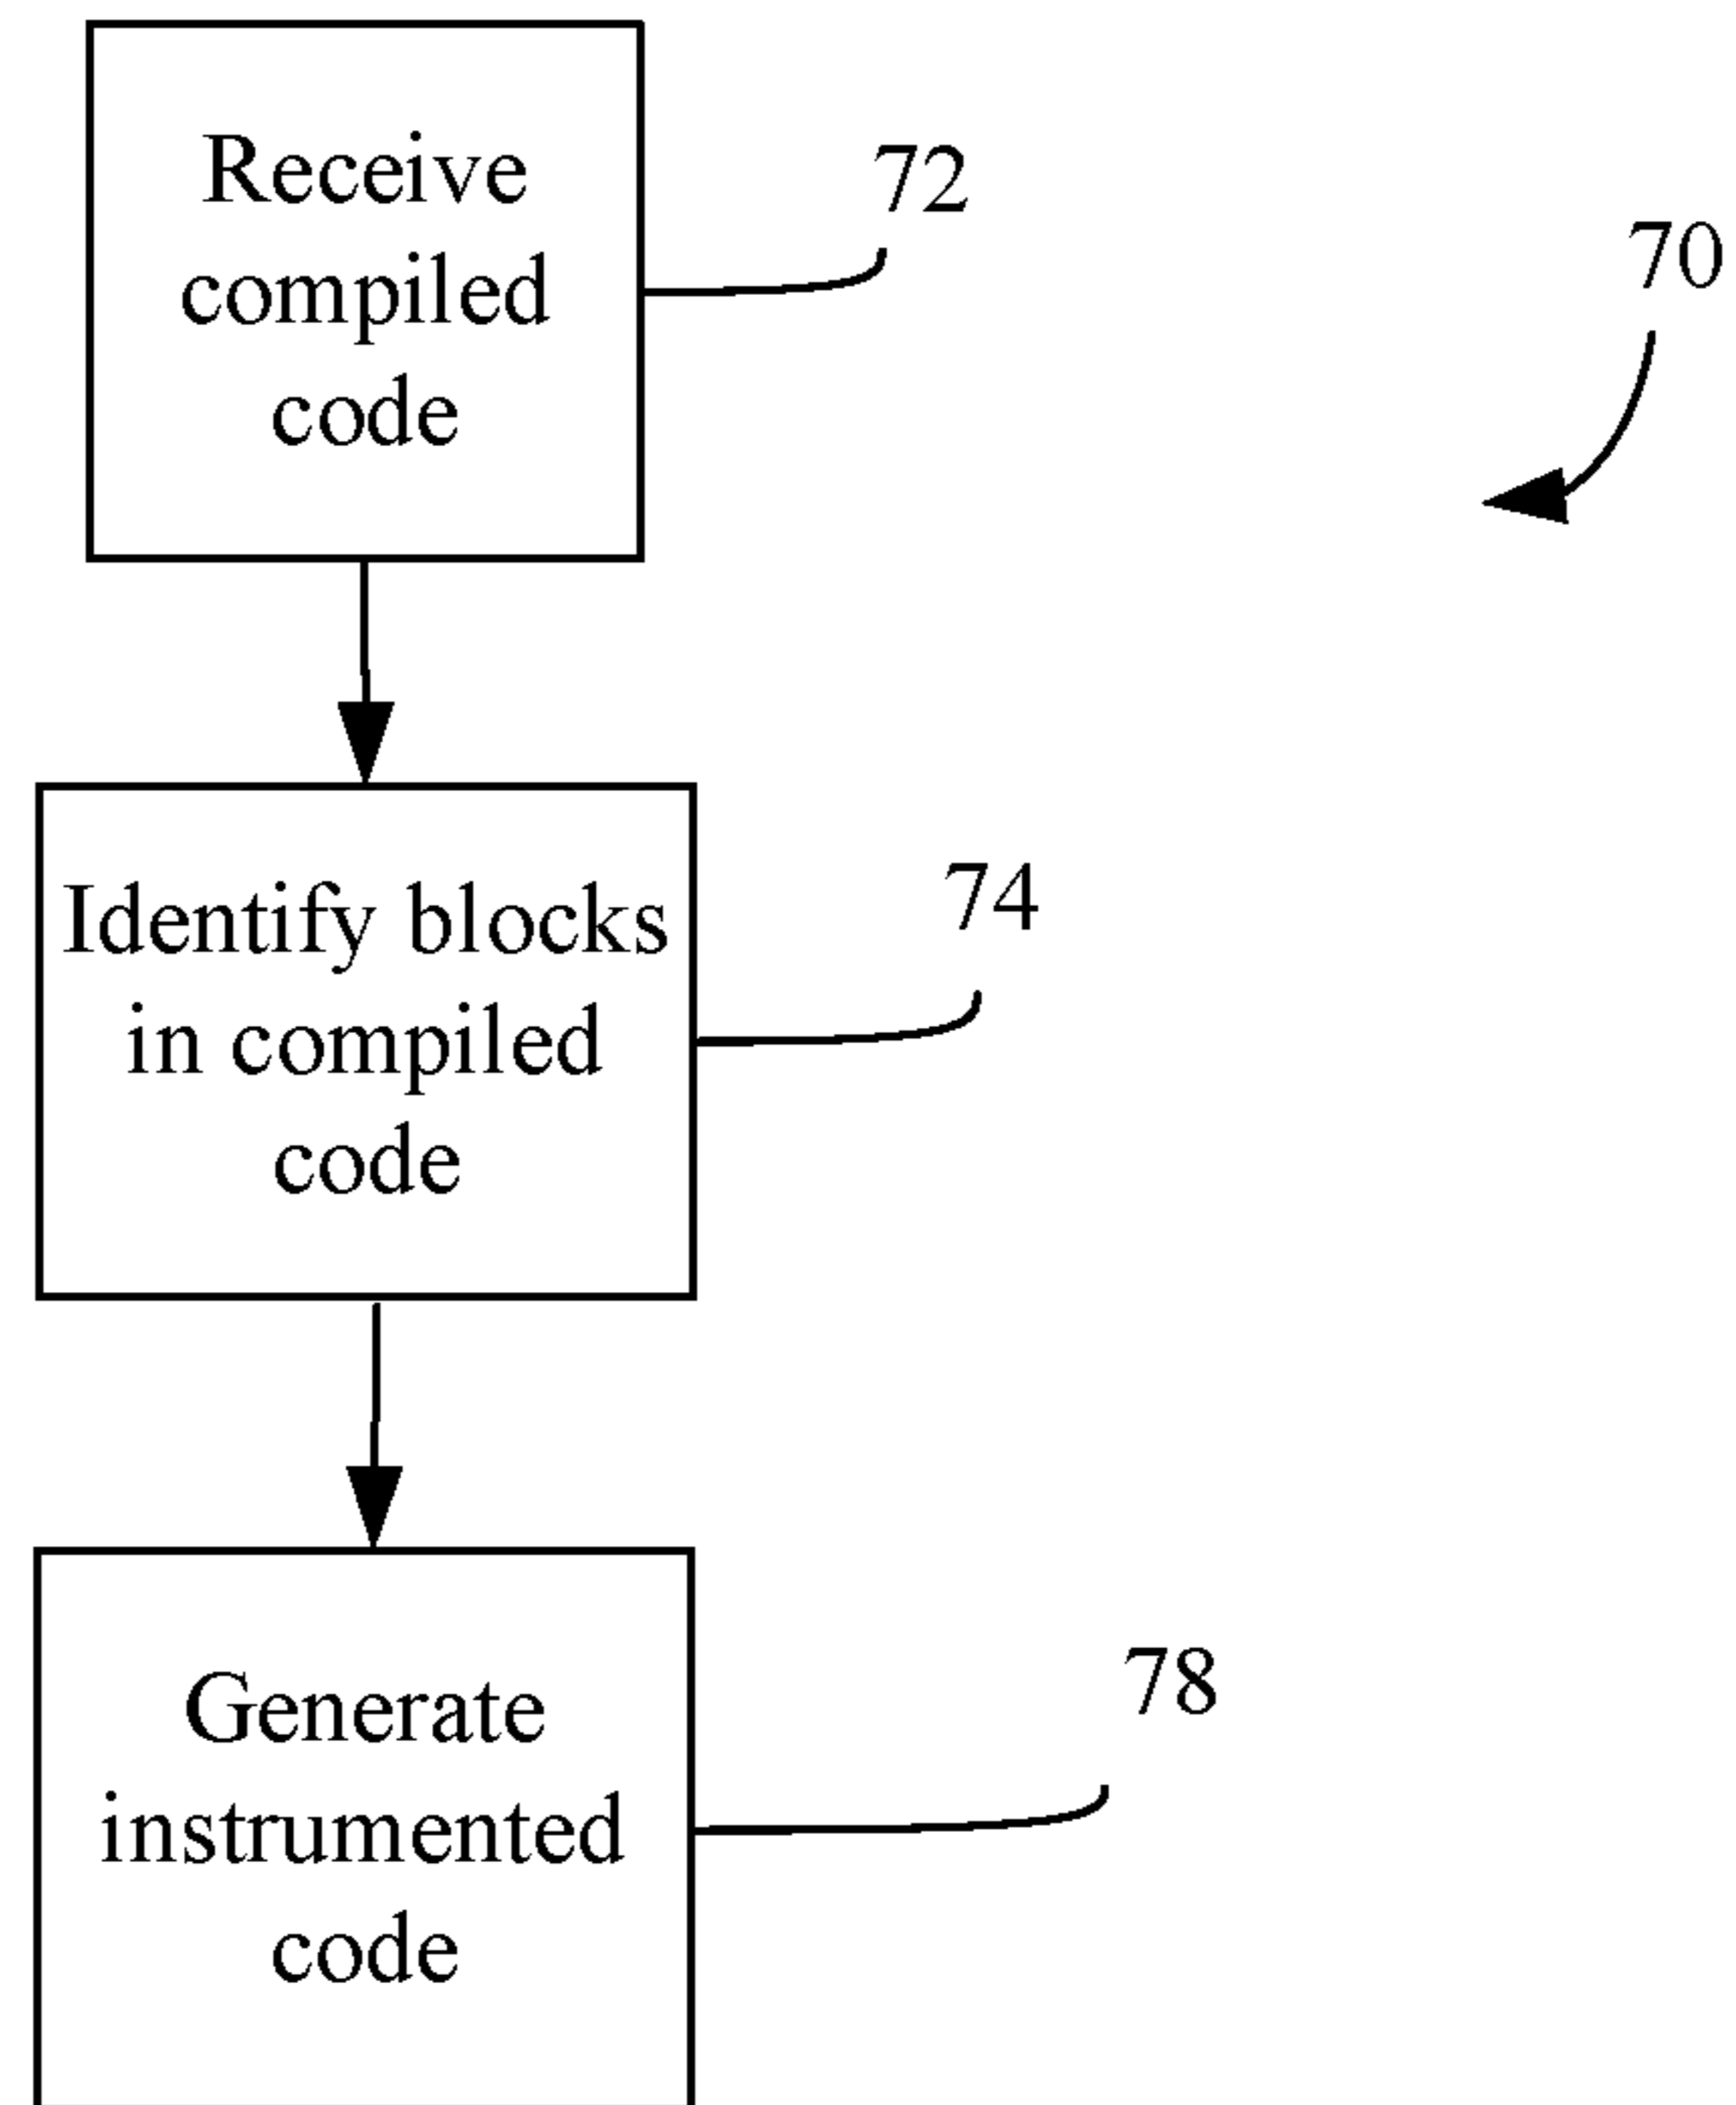 Receive
compiled
code
72
70
Identify blocks
in compiled
code
74
Generate
instrumented
code
78